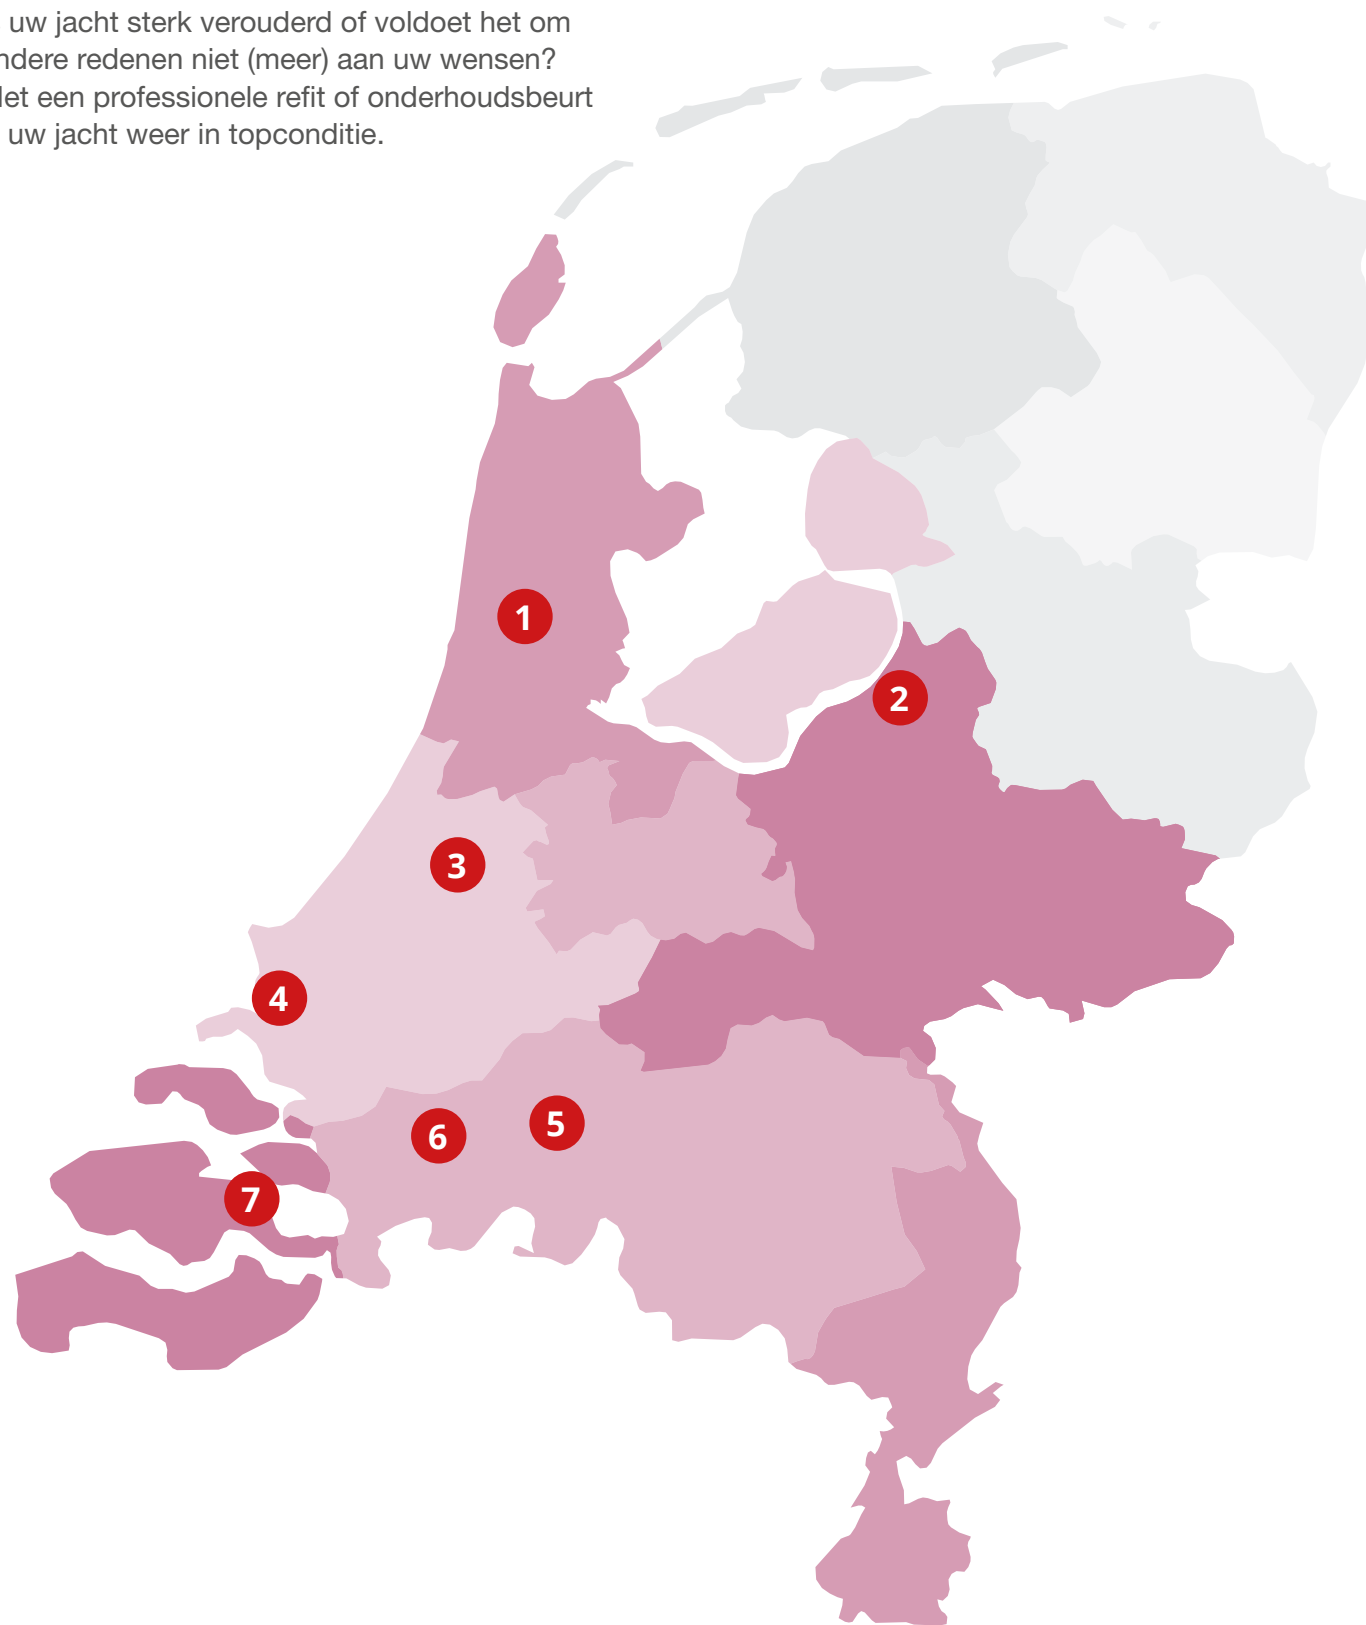 uw jacht sterk verouderd of voldoet het om
ndere redenen niet (meer) aan uw wensen?
et een professionele refit of onderhoudsbeurt
uw jacht weer in topconditie.
1
2
3
4
5
6
7